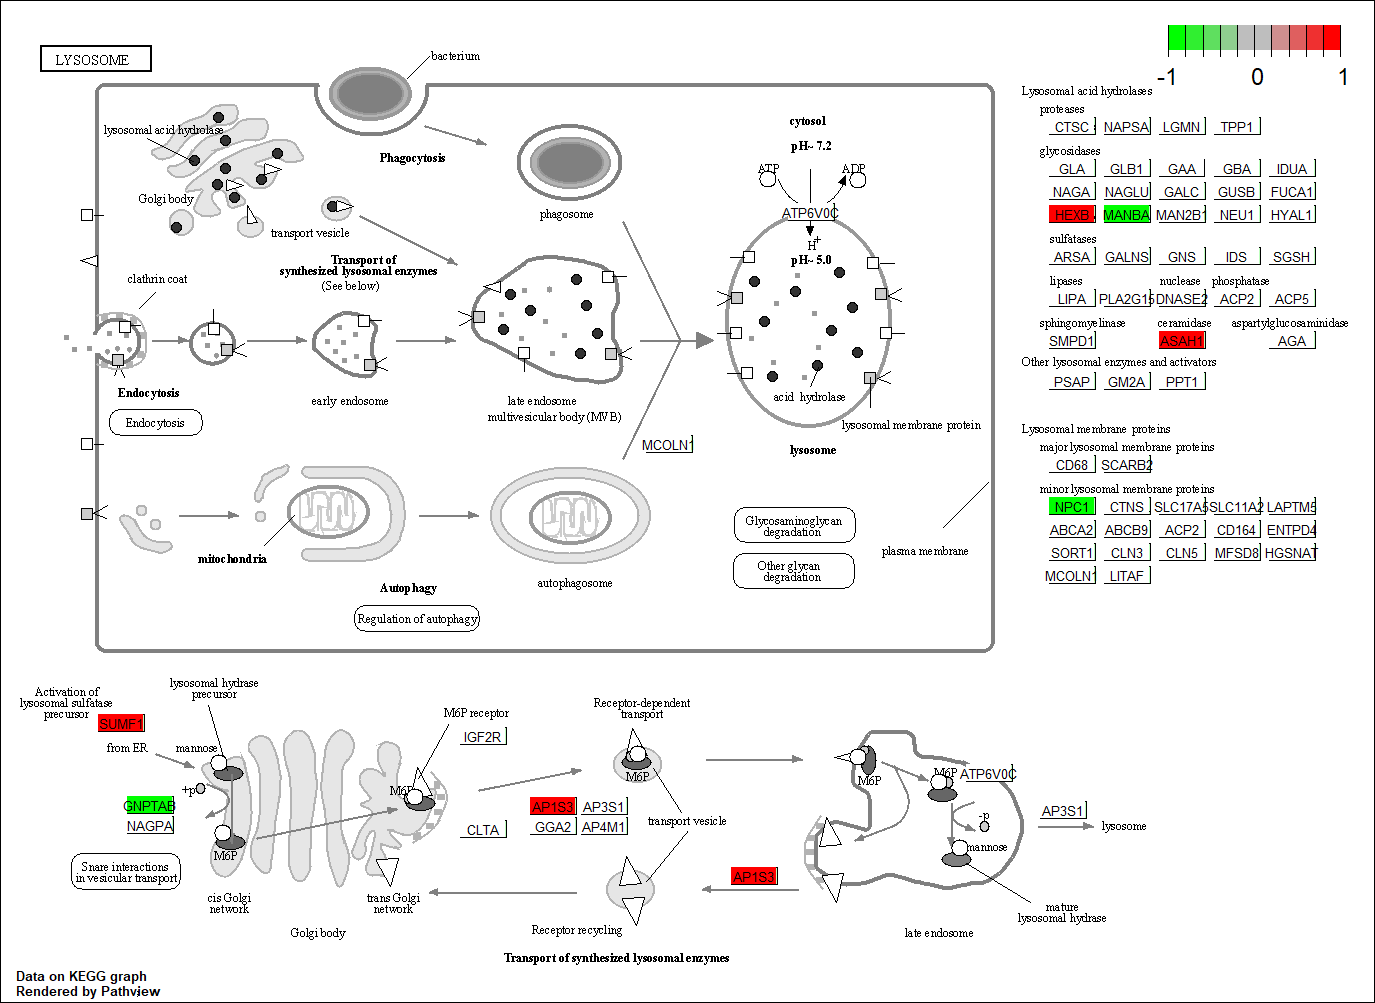 LYSOSOME
bacterium
-1 0 1
lysosomal acid hydrolase
Phagocytosis
Golgi body
transport vesicle
phagosome
cytosol
pH~ 7.2
ATP
ADP
ATP6V0C
H+
pH~ 5.0
Transport of
synthesized lysosomal enzymes
(See below)
clathrin coat
Endocytosis
Endocytosis
early endosome
late endosome
multivesicular body (MVB)
MCOLN1
acid hydrolase
lysosomal membrane protein
lysosome
mitochondria
Autophagy
Regulation of autophagy
autophagosome
Glycosaminoglycan
degradation
Other glycan
degradation
plasma membrane
Lysosomal acid hydrolases
proteases
CTSC NAPSA LGMN TPP1
glycosidases
GLA GLB1 GAA GBA IDUA
NAGA NAGLU GALC GUSB FUCA1
HEXB MANBA MAN2B1 NEU1 HYAL1
sulfatases
ARSA GALNS GNS IDS SGSH
lipases nuclease phosphatase
LIPA PLA2G15 DNASE2 ACP2 ACP5
sphingomyelinase ceramidase aspartylglucosaminidase
SMPD1 ASAH1 AGA
Other lysosomal enzymes and activators
PSAP GM2A PPT1
Lysosomal membrane proteins
major lysosomal membrane proteins
CD68 SCARB2
minor lysosomal membrane proteins
NPC1 CTNS SLC17A5 SLC11A2 LAPTM5
ABCA2 ABCB9 ACP2 CD164 ENTPD4
SORT1 CLN3 CLN5 MFSD8 HGSNAT
MCOLN1 LITAF
Activation of
lysosomal sulfatase
precursor
SUMF1
lysosomal hydrase
precursor
from ER
mannose
+p
GNPTAB
NAGPA
M6P
Snare interactions
in vesicular transport
cis Golgi
network
Golgi body
trans Golgi
network
M6P receptor
IGF2R
M6P
CLTA
Receptor-dependent
transport
M6P
AP1S3 AP3S1
GGA2 AP4M1
transport vesicle
Receptor recycling
AP1S3
M6P
M6P
ATP6V0C
-p
mannose
AP3S1
lysosome
mature
lysosomal hydrase
late endosome
Transport of synthesized lysosomal enzymes
Data on KEGG graph
Rendered by Pathview